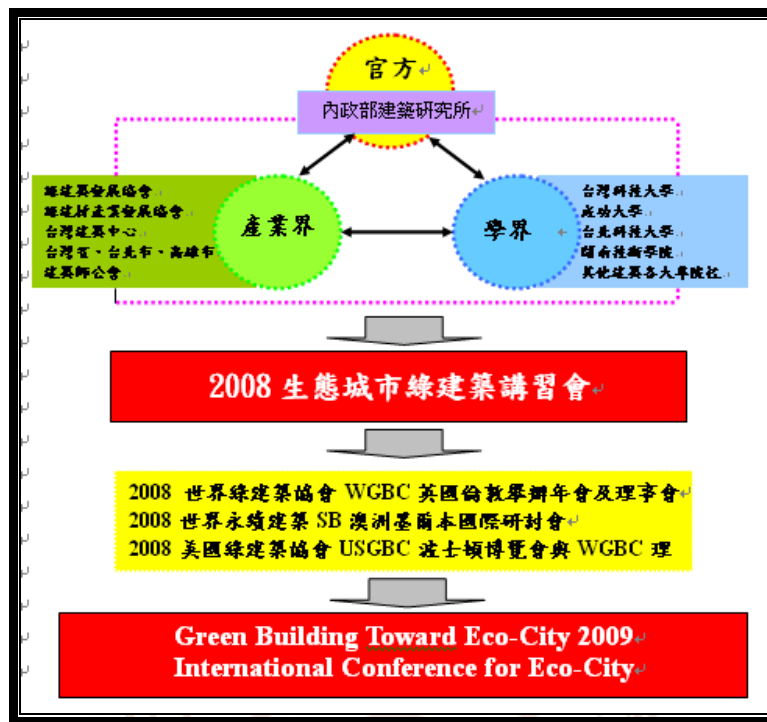 官方
內政部建築研究所
綠建築發展協會
綠建材產業發展協會
台灣建築中心
台灣省、台北市、高雄市
建築師公會
產業界
學界
台灣科技大學
成功大學
台北科技大學
關南技術學院
其他建築各大專院校
2008 生態城市綠建築講習會
2008 世界綠建築協會 WGBC 英國倫敦舉辦年會及理事會
2008 世界永續建築 SB 澳洲墨爾本國際研討會
2008 美國綠建築協會 USGBC 波士頓博覽會與 WGBC 理
Green Building Toward Eco-City 2009
International Conference for Eco-City